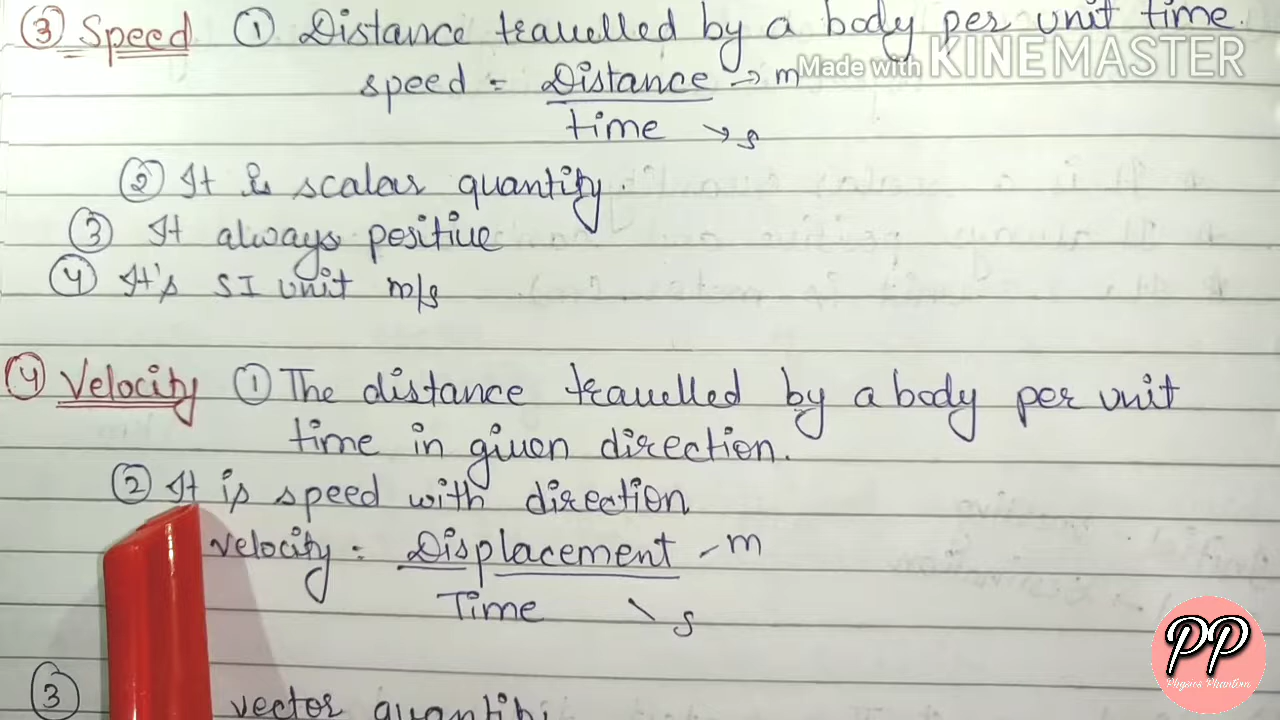 ③ Speed ① Distance travelled by a body per unit time.
Made with KINEMASTER
speed = Distance → m
time → s
② It is scalar quantity.
③ It always positive
④ It's SI unit m/s
④ Velocity ① The distance travelled by a body per unit
time in given direction.
② It is speed with direction
velocity = Displacement - m
Time \ s
③ vector
PP
Physics Phantom